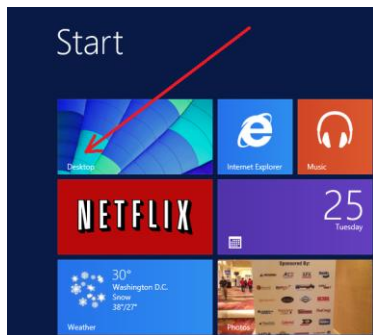 Start
Desktop
Internet Explorer
Music
NETFLIX
25
Tuesday
30°
Washington D.C.
Snow
38°/27°
Weather
Sponsored By:
Photos